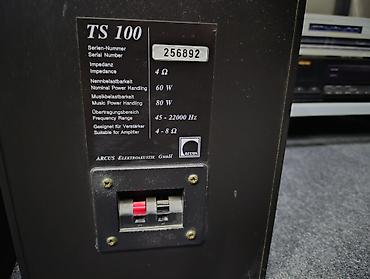 TS 100
Serien-Nummer
Serial Number 256892
Impedanz
Impedance 4 Ω
Nennbelastbarkeit
Nominal Power Handling 60 W
Musikbelastbarkeit
Music Power Handling 80 W
Übertragungsbereich
Frequency Range 45 - 22000 Hz
Geeignet für Verstärker
Suitable for Amplifier 4 - 8 Ω
ARCUS
ARCUS ELEKTROAKUSTIK GMBH